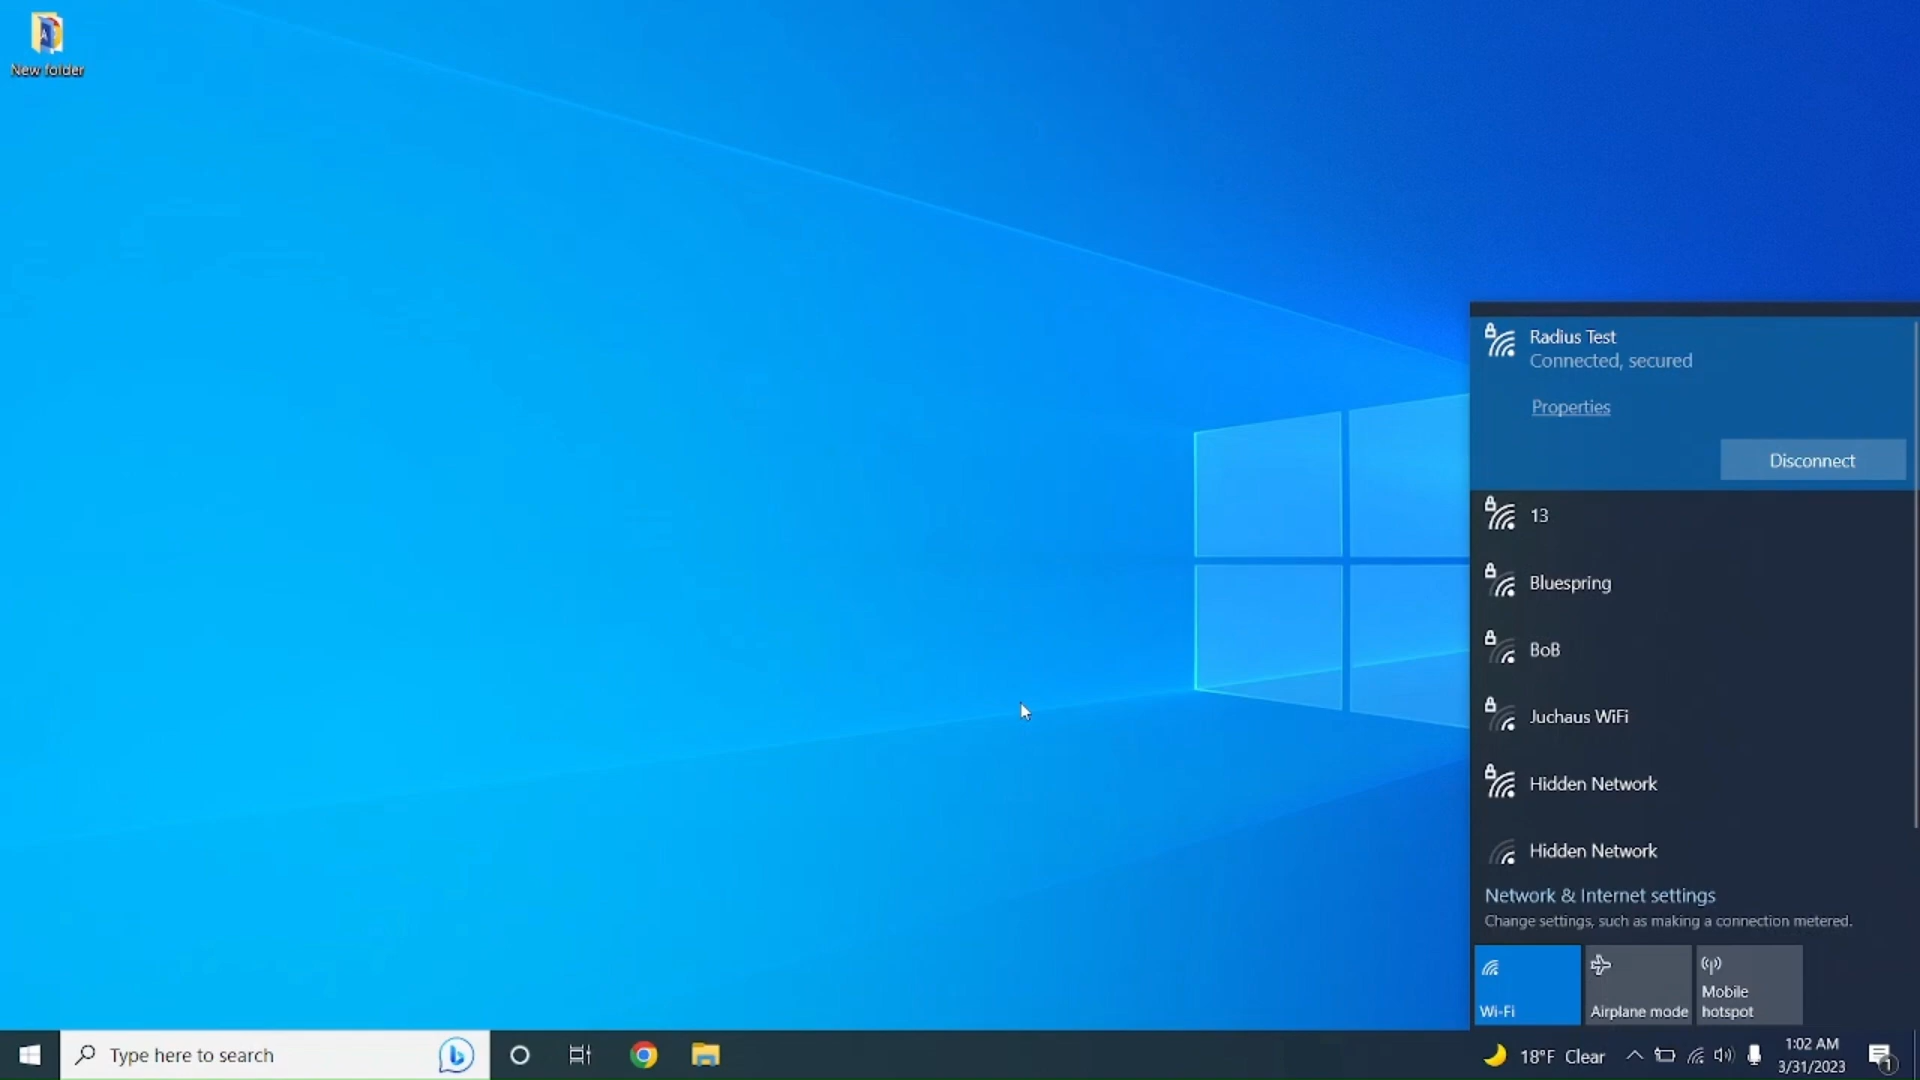 New folder
Radius Test
Connected, secured
Properties
Disconnect
13
Bluespring
BoB
Juchaus WiFi
Hidden Network
Hidden Network
Network & Internet settings
Change settings, such as making a connection metered.
Wi-Fi
Airplane mode
Mobile
hotspot
Type here to search
18°F Clear
1:02 AM
3/31/2023
1